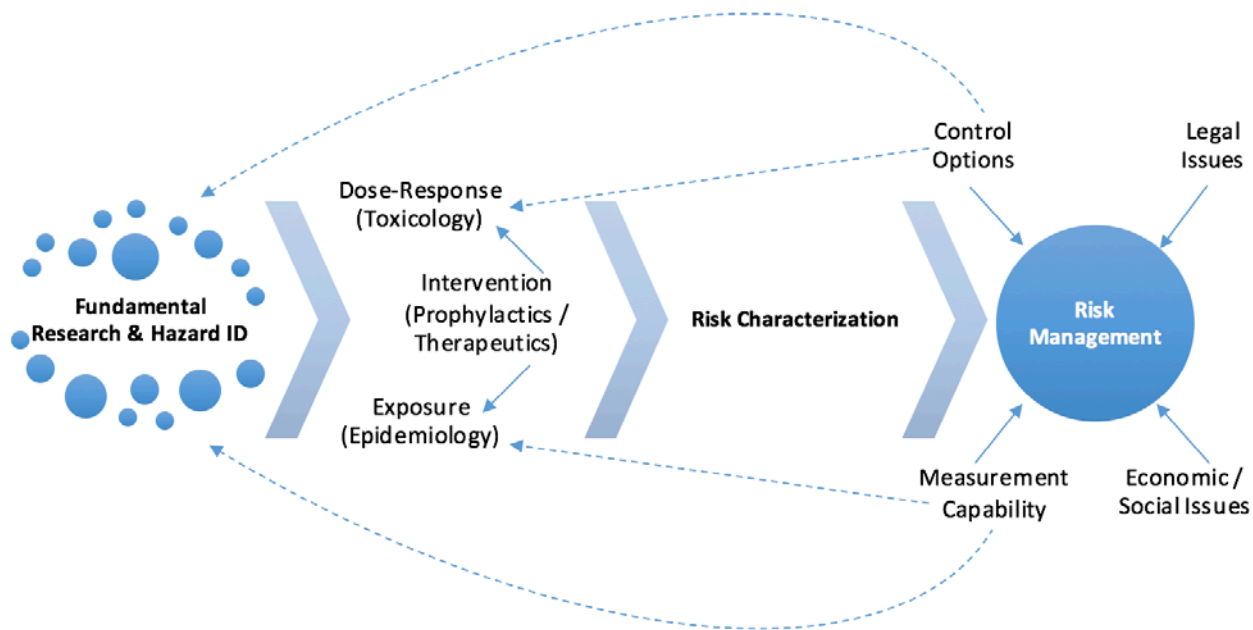 Control
Options
Legal
Issues
Dose-Response
(Toxicology)
Fundamental
Research & Hazard ID
Intervention
(Prophylactics /
Therapeutics)
Risk Characterization
Risk
Management
Exposure
(Epidemiology)
Measurement
Capability
Economic /
Social Issues